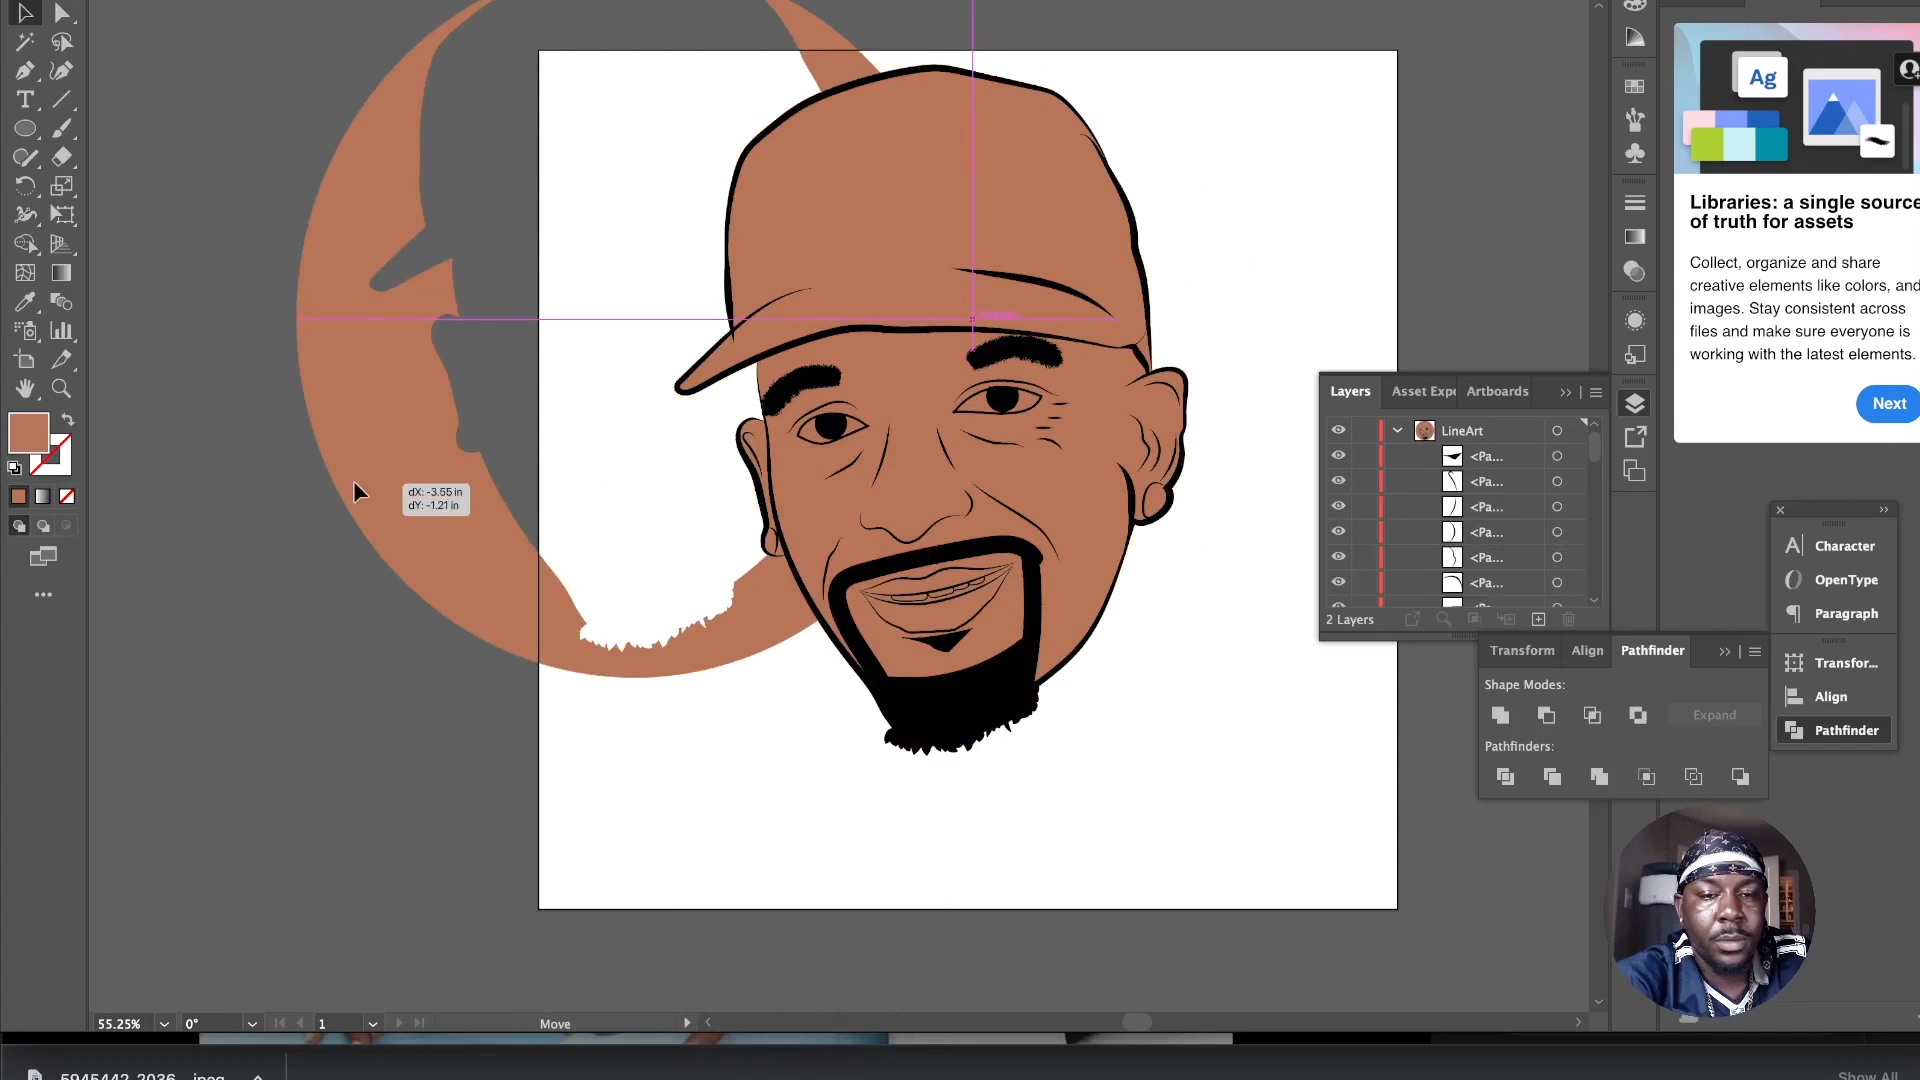 Ag
Libraries: a single source
of truth for assets
Collect, organize and share
creative elements like colors, and
images. Stay consistent across
files and make sure everyone is
working with the latest elements.
Next
T
dX: -3.55 in
dY: -1.21 in
Layers
Asset Expo
Artboards
LineArt
<Pa...
<Pa...
<Pa...
<Pa...
<Pa...
<Pa...
2 Layers
Character
OpenType
Paragraph
Transfor...
Align
Pathfinder
Transform
Align
Pathfinder
Shape Modes:
Expand
Pathfinders:
55.25%
0°
1
Move
5945442_2036
.jpeg
Show All